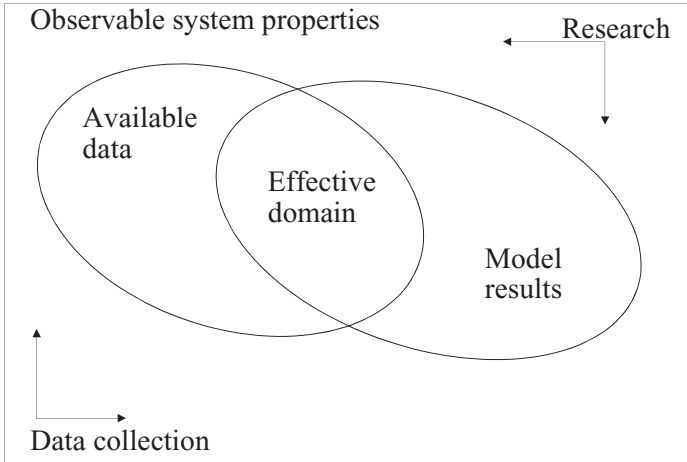 Observable system properties
Research
Available
data
Effective
domain
Model
results
Data collection